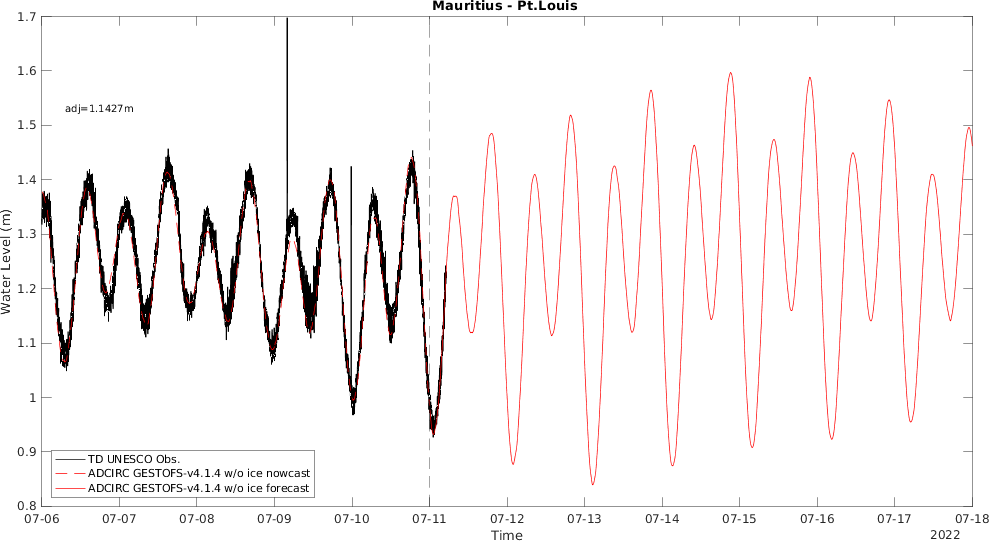 Mauritius - Pt.Louis
1.7
1.6
1.5
1.4
1.3
1.2
1.1
1
0.9
0.8
Water Level (m)
adj=1.1427m
TD UNESCO Obs.
ADCIRC GESTOFS-v4.1.4 w/o ice nowcast
ADCIRC GESTOFS-v4.1.4 w/o ice forecast
07-06 07-07 07-08 07-09 07-10 07-11 07-12 07-13 07-14 07-15 07-16 07-17 07-18
Time
2022